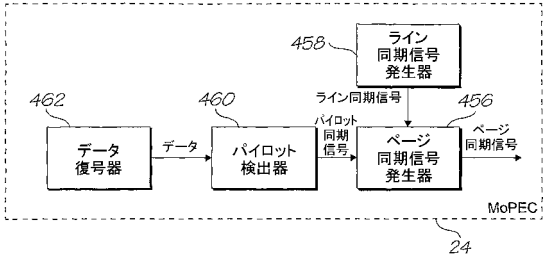 458
ライン
同期信号
発生器
ライン同期信号
462
460
パイロット
同期
信号
456
データ
復号器
データ
パイロット
検出器
ページ
同期信号
発生器
ページ
同期信号
MoPEC
24